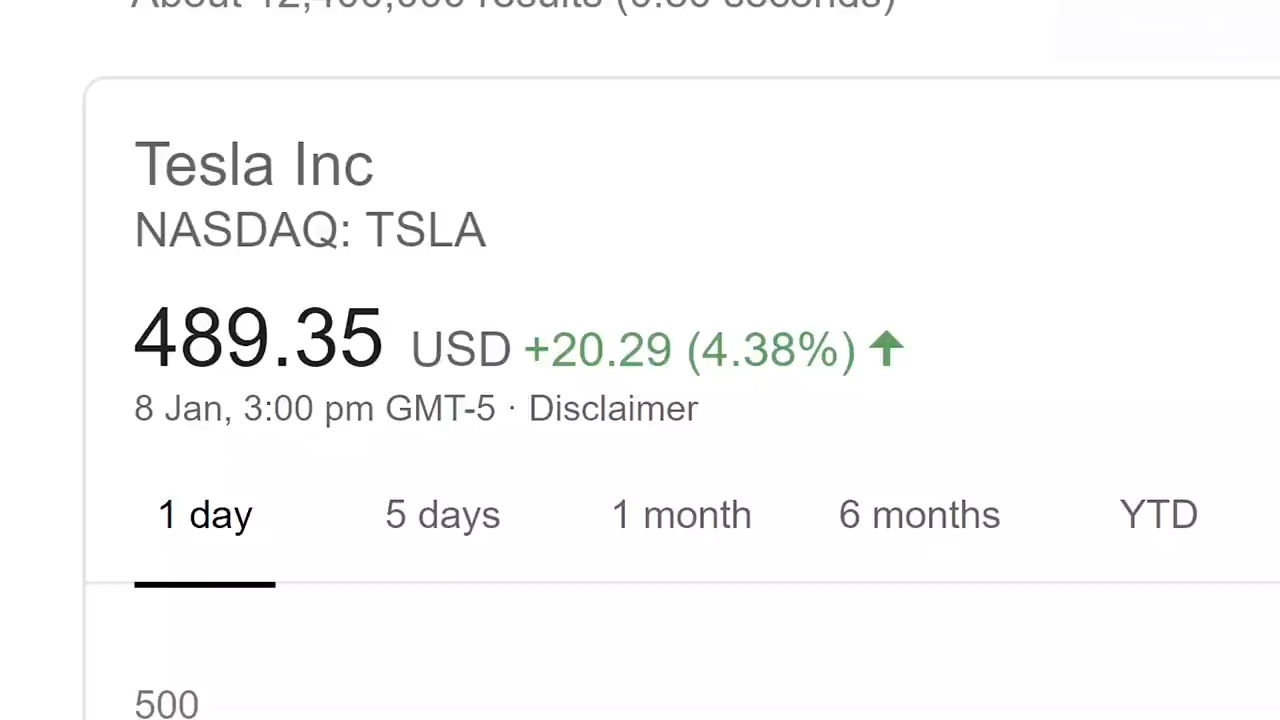 Tesla Inc
NASDAQ: TSLA
489.35 USD +20.29 (4.38%)
8 Jan, 3:00 pm GMT-5 · Disclaimer
1 day 5 days 1 month 6 months YTD
500